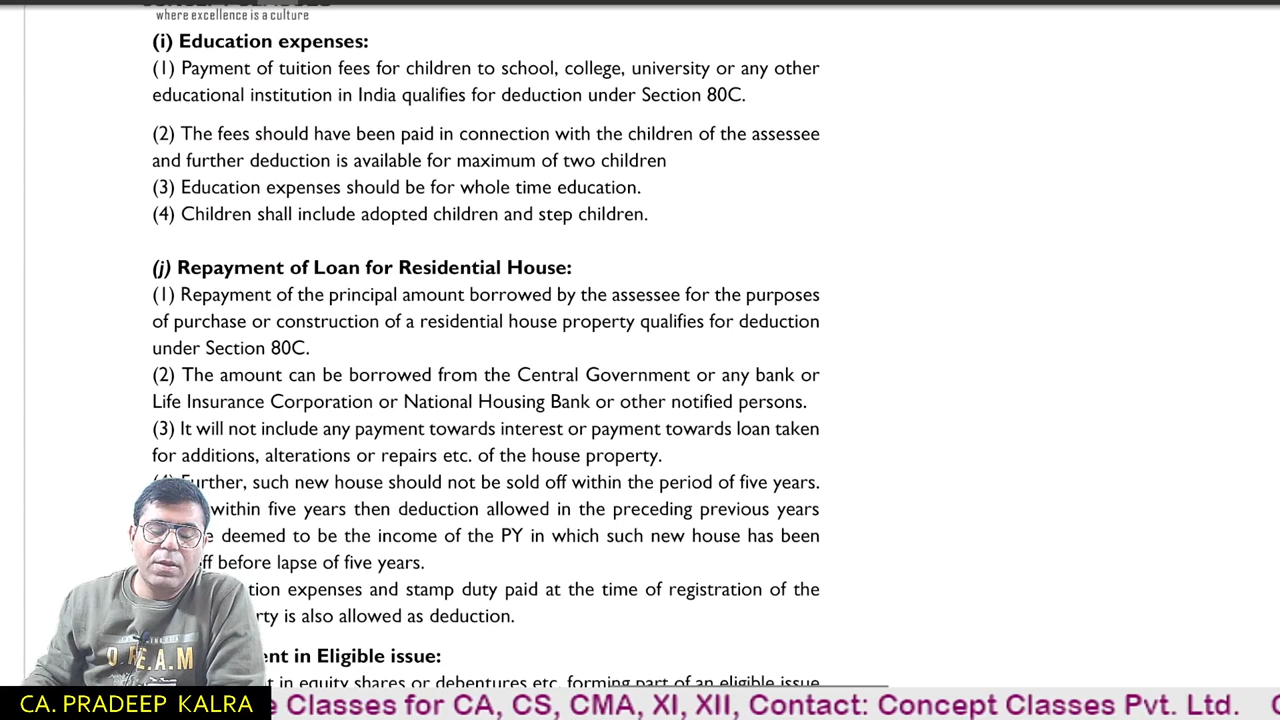 where excellence is a culture
(i) Education expenses:
(1) Payment of tuition fees for children to school, college, university or any other
educational institution in India qualifies for deduction under Section 80C.
(2) The fees should have been paid in connection with the children of the assessee
and further deduction is available for maximum of two children
(3) Education expenses should be for whole time education.
(4) Children shall include adopted children and step children.
(j) Repayment of Loan for Residential House:
(1) Repayment of the principal amount borrowed by the assessee for the purposes
of purchase or construction of a residential house property qualifies for deduction
under Section 80C.
(2) The amount can be borrowed from the Central Government or any bank or
Life Insurance Corporation or National Housing Bank or other notified persons.
(3) It will not include any payment towards interest or payment towards loan taken
for additions, alterations or repairs etc. of the house property.
Further, such new house should not be sold off within the period of five years.
within five years then deduction allowed in the preceding previous years
deemed to be the income of the PY in which such new house has been
before lapse of five years.
expenses and stamp duty paid at the time of registration of the
is also allowed as deduction.
in Eligible issue:
in equity shares or debentures etc. forming part of an eligible issue
CA. PRADEEP KALRA
Classes for CA, CS, CMA, XI, XII, Contact: Concept Classes Pvt. Ltd.